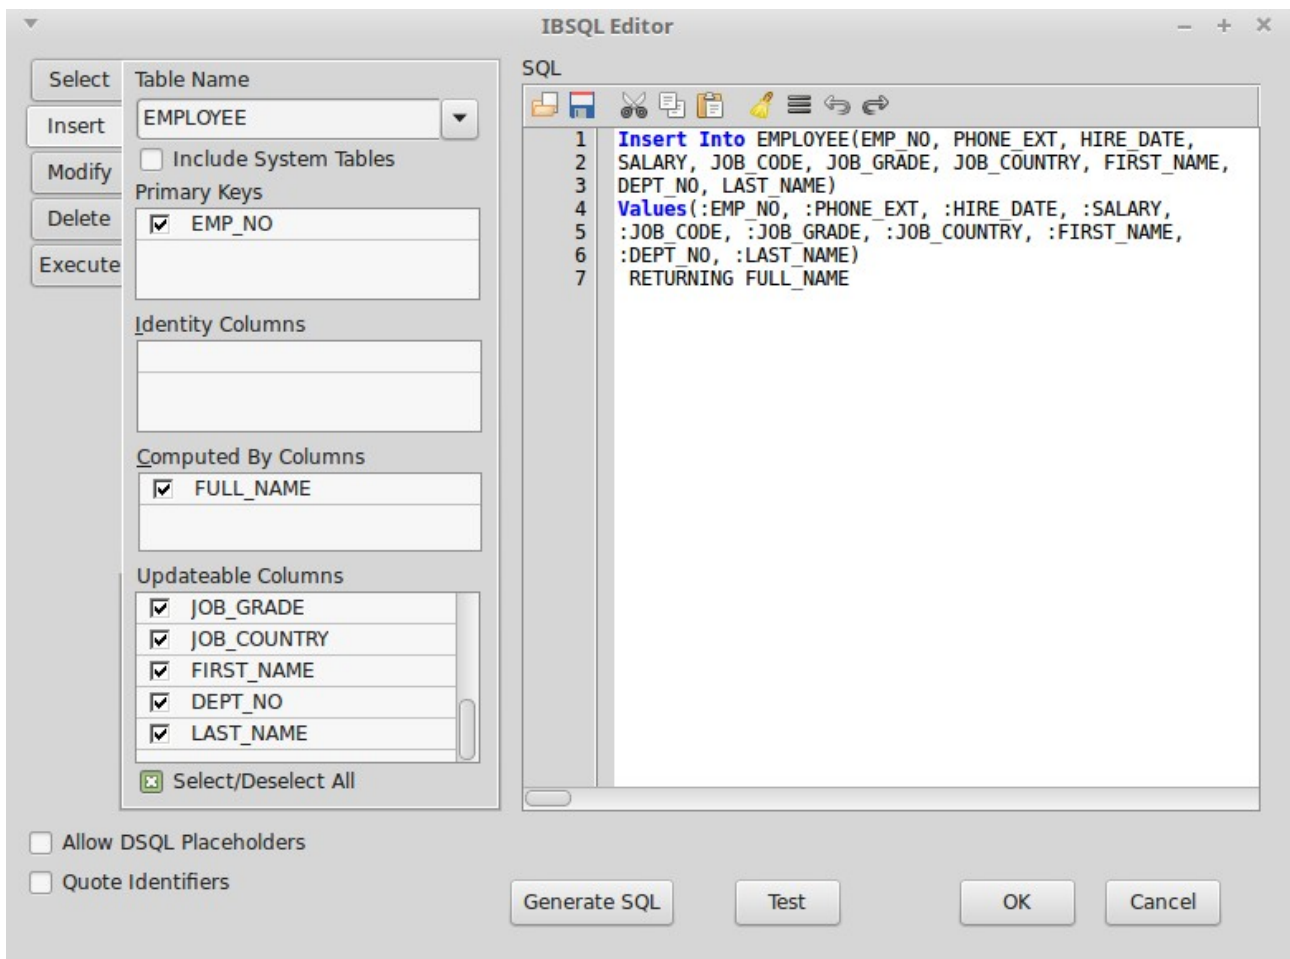 IBSQL Editor
Select
Insert
Modify
Delete
Execute
Table Name
EMPLOYEE
Include System Tables
Primary Keys
EMP_NO
Identity Columns
Computed By Columns
FULL_NAME
Updateable Columns
JOB_GRADE
JOB_COUNTRY
FIRST_NAME
DEPT_NO
LAST_NAME
Select/Deselect All
Allow DSQL Placeholders
Quote Identifiers
SQL
1 Insert Into EMPLOYEE(EMP_NO, PHONE_EXT, HIRE_DATE,
2 SALARY, JOB_CODE, JOB_GRADE, JOB_COUNTRY, FIRST_NAME,
3 DEPT_NO, LAST_NAME)
4 Values(:EMP_NO, :PHONE_EXT, :HIRE_DATE, :SALARY,
5 :JOB_CODE, :JOB_GRADE, :JOB_COUNTRY, :FIRST_NAME,
6 :DEPT_NO, :LAST_NAME)
7 RETURNING FULL_NAME
Generate SQL
Test
OK
Cancel